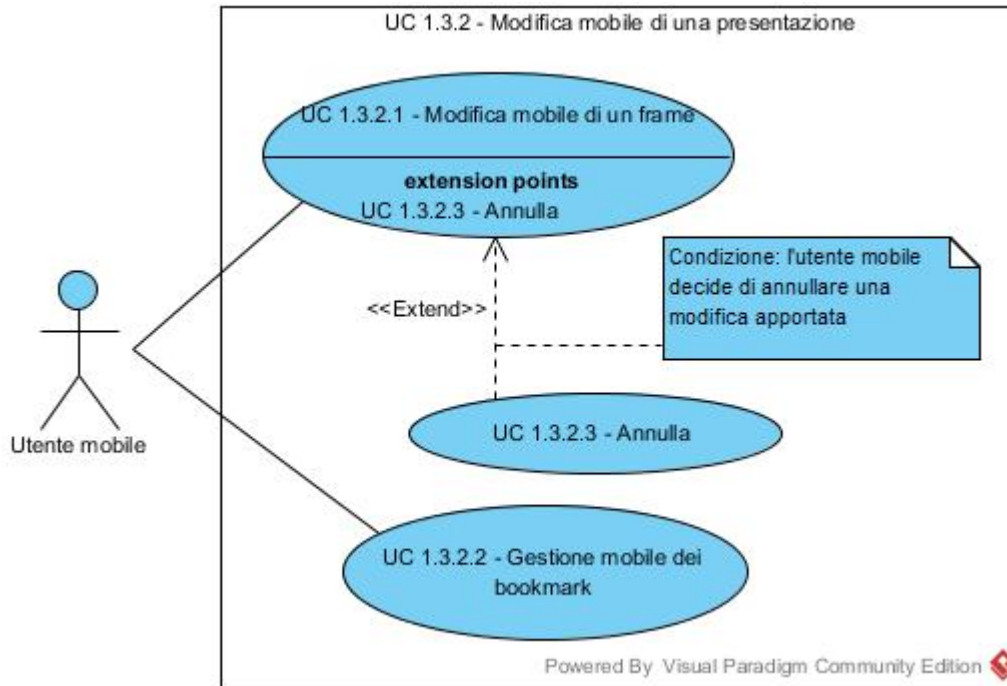 UC 1.3.2 - Modifica mobile di una presentazione
UC 1.3.2.1 - Modifica mobile di un frame
extension points
UC 1.3.2.3 - Annulla
Condizione: l'utente mobile
decide di annullare una
modifica apportata
<<Extend>>
Utente mobile
UC 1.3.2.3 - Annulla
UC 1.3.2.2 - Gestione mobile dei
bookmark
Powered By Visual Paradigm Community Edition